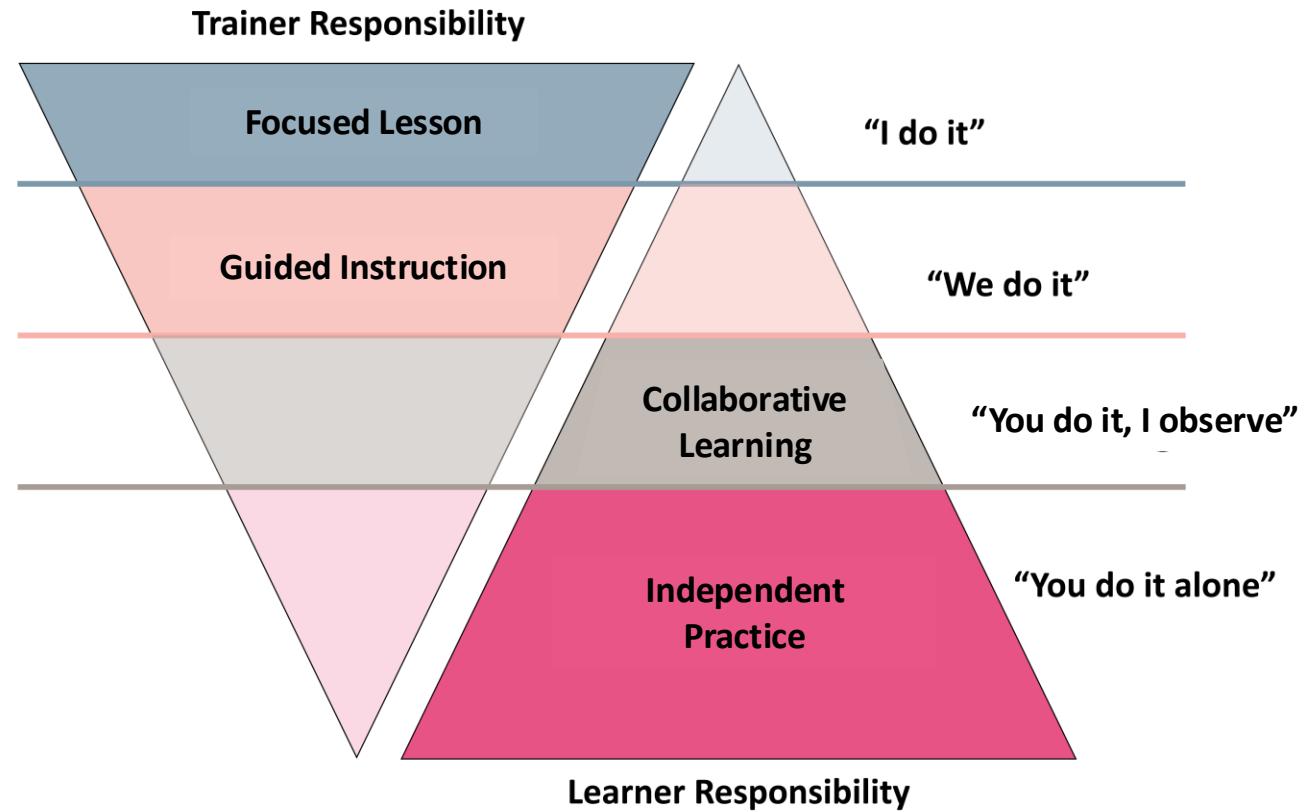 Trainer Responsibility
Focused Lesson
“I do it”
Guided Instruction
“We do it”
Collaborative
Learning
“You do it, I observe”
Independent
Practice
“You do it alone”
Learner Responsibility